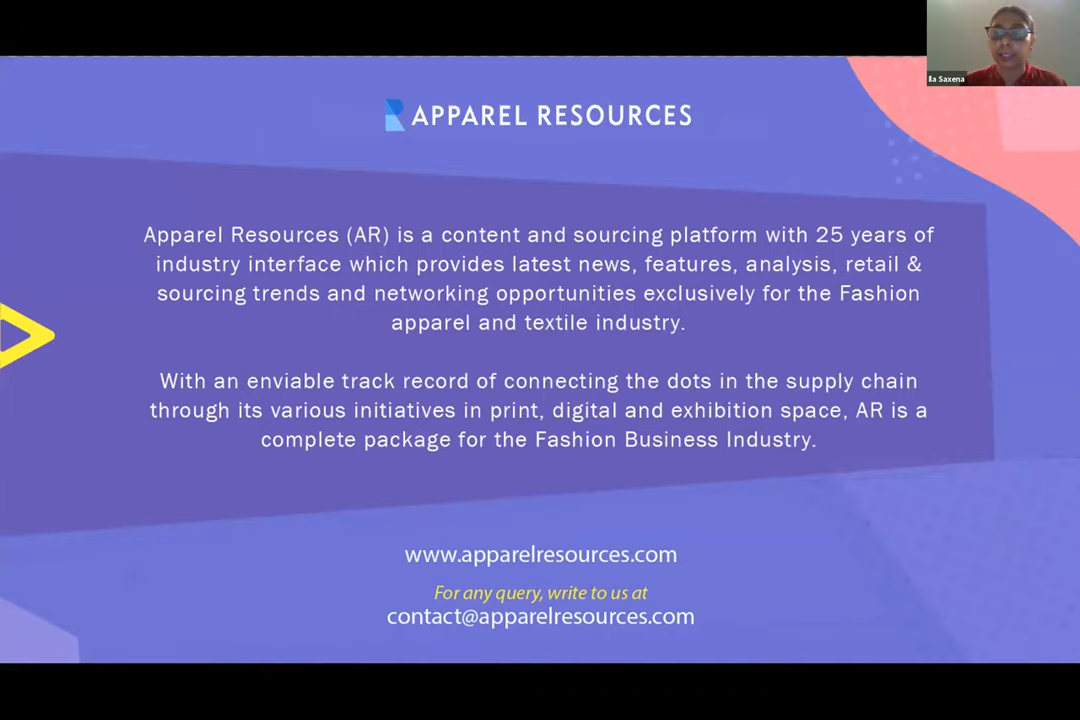 Ila Saxena
APPAREL RESOURCES
Apparel Resources (AR) is a content and sourcing platform with 25 years of
industry interface which provides latest news, features, analysis, retail &
sourcing trends and networking opportunities exclusively for the Fashion
apparel and textile industry.
With an enviable track record of connecting the dots in the supply chain
through its various initiatives in print, digital and exhibition space, AR is a
complete package for the Fashion Business Industry.
www.apparelresources.com
For any query, write to us at
contact@apparelresources.com